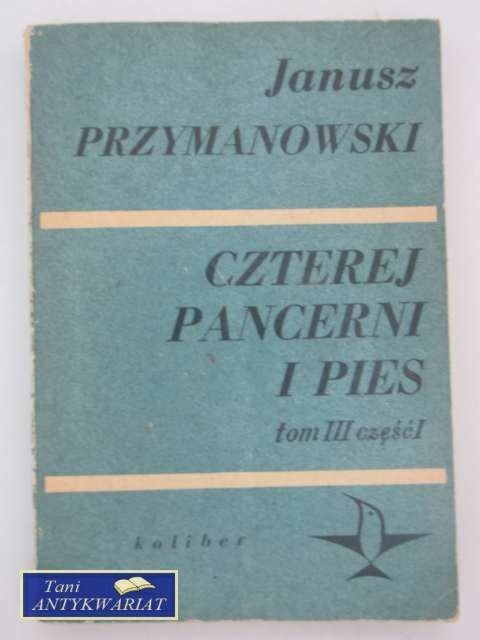 Janusz
PRZYMANOWSKI
CZTEREJ
PANCERNI
I PIES
tom III część I
koliber
Tani
ANTYKWARIAT